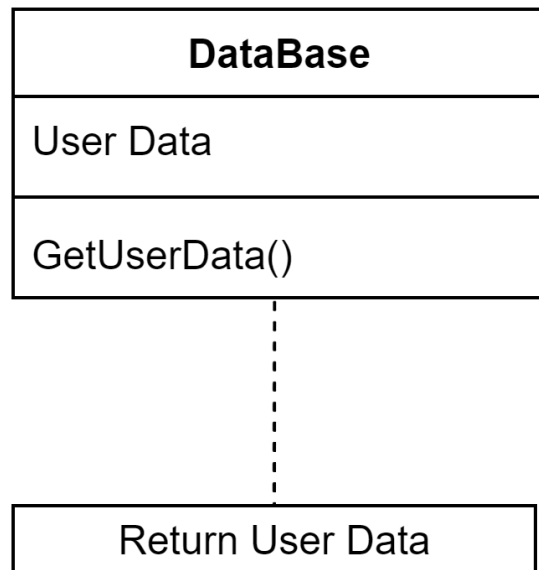 DataBase
User Data
GetUserData()
Return User Data